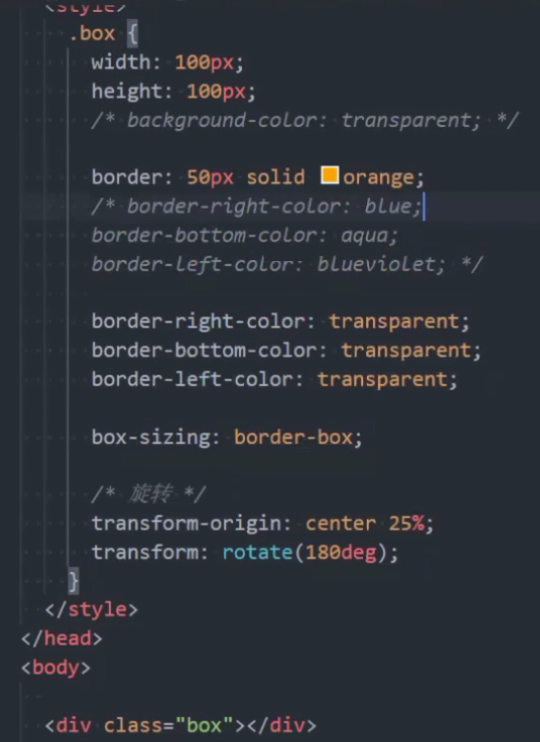 <style>
.box {
width: 100px;
height: 100px;
/* background-color: transparent; */
border: 50px solid orange;
/* border-right-color: blue;
border-bottom-color: aqua;
border-left-color: blueviolet; */
border-right-color: transparent;
border-bottom-color: transparent;
border-left-color: transparent;
box-sizing: border-box;
/* 旋转 */
transform-origin: center 25%;
transform: rotate(180deg);
}
</style>
</head>
<body>
<div class="box"></div>